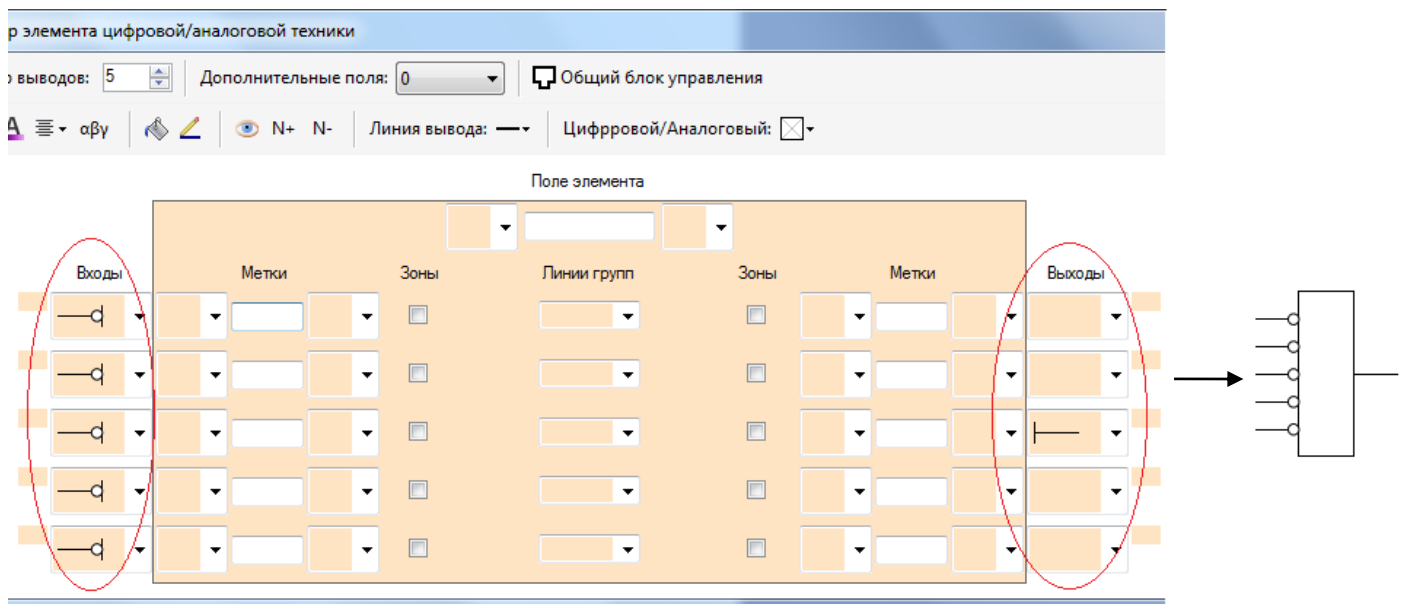 р элемента цифровой/аналоговой техники
о выводов: 5 Дополнительные поля: 0 Общий блок управления
A αβγ N+ N- Линия вывода: Цифрровой/Аналоговый:
Поле элемента
Входы Метки Зоны Линии групп Зоны Метки Выходы